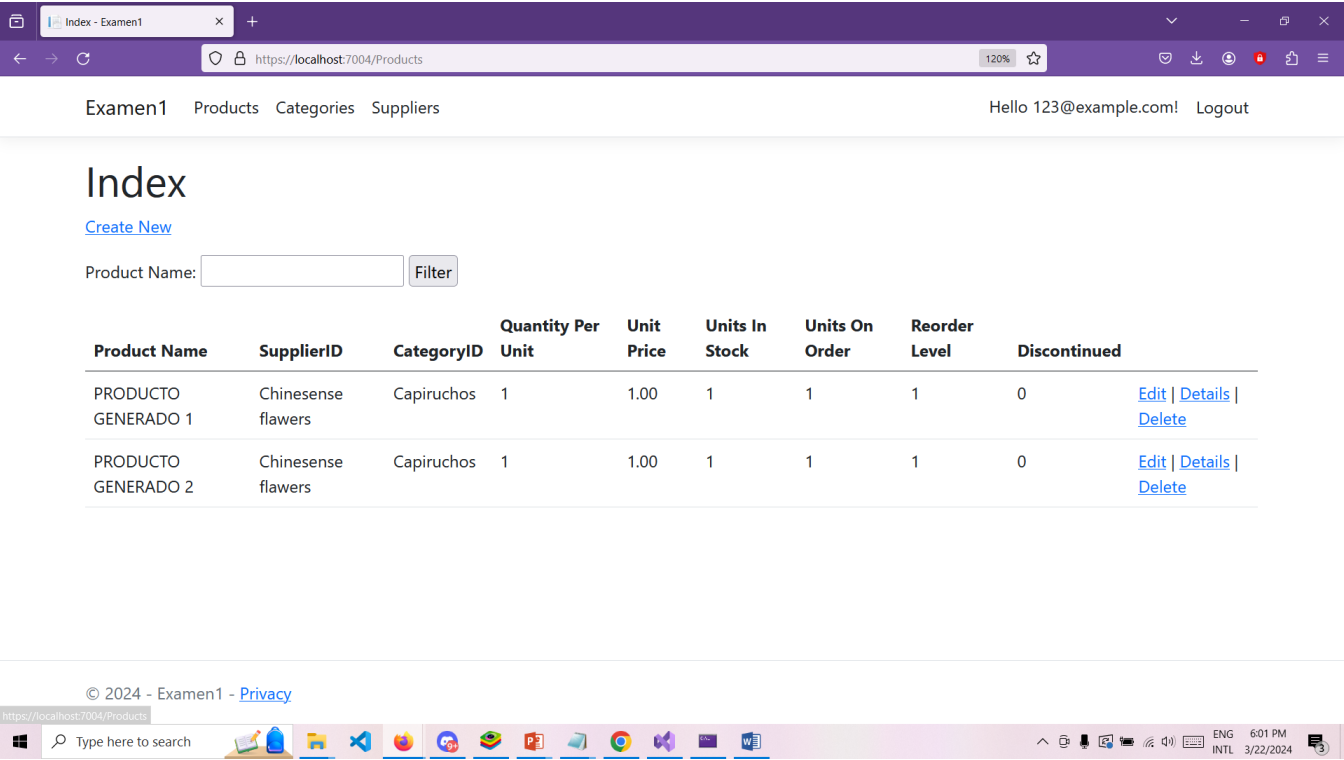 Index - Examen1
https://localhost:7004/Products
120%
Examen1 Products Categories Suppliers Hello 123@example.com! Logout
Index
Create New
Product Name: Filter
Product Name SupplierID CategoryID Quantity Per Unit Unit Price Units In Stock Units On Order Reorder Level Discontinued
PRODUCTO Chinesense Capiruchos 1 1.00 1 1 1 0 Edit | Details |
GENERADO 1 flawers Delete
PRODUCTO Chinesense Capiruchos 1 1.00 1 1 1 0 Edit | Details |
GENERADO 2 flawers Delete
© 2024 - Examen1 - Privacy
https://localhost:7004/Products
Type here to search
9+
ENG 6:01 PM
INTL 3/22/2024
3